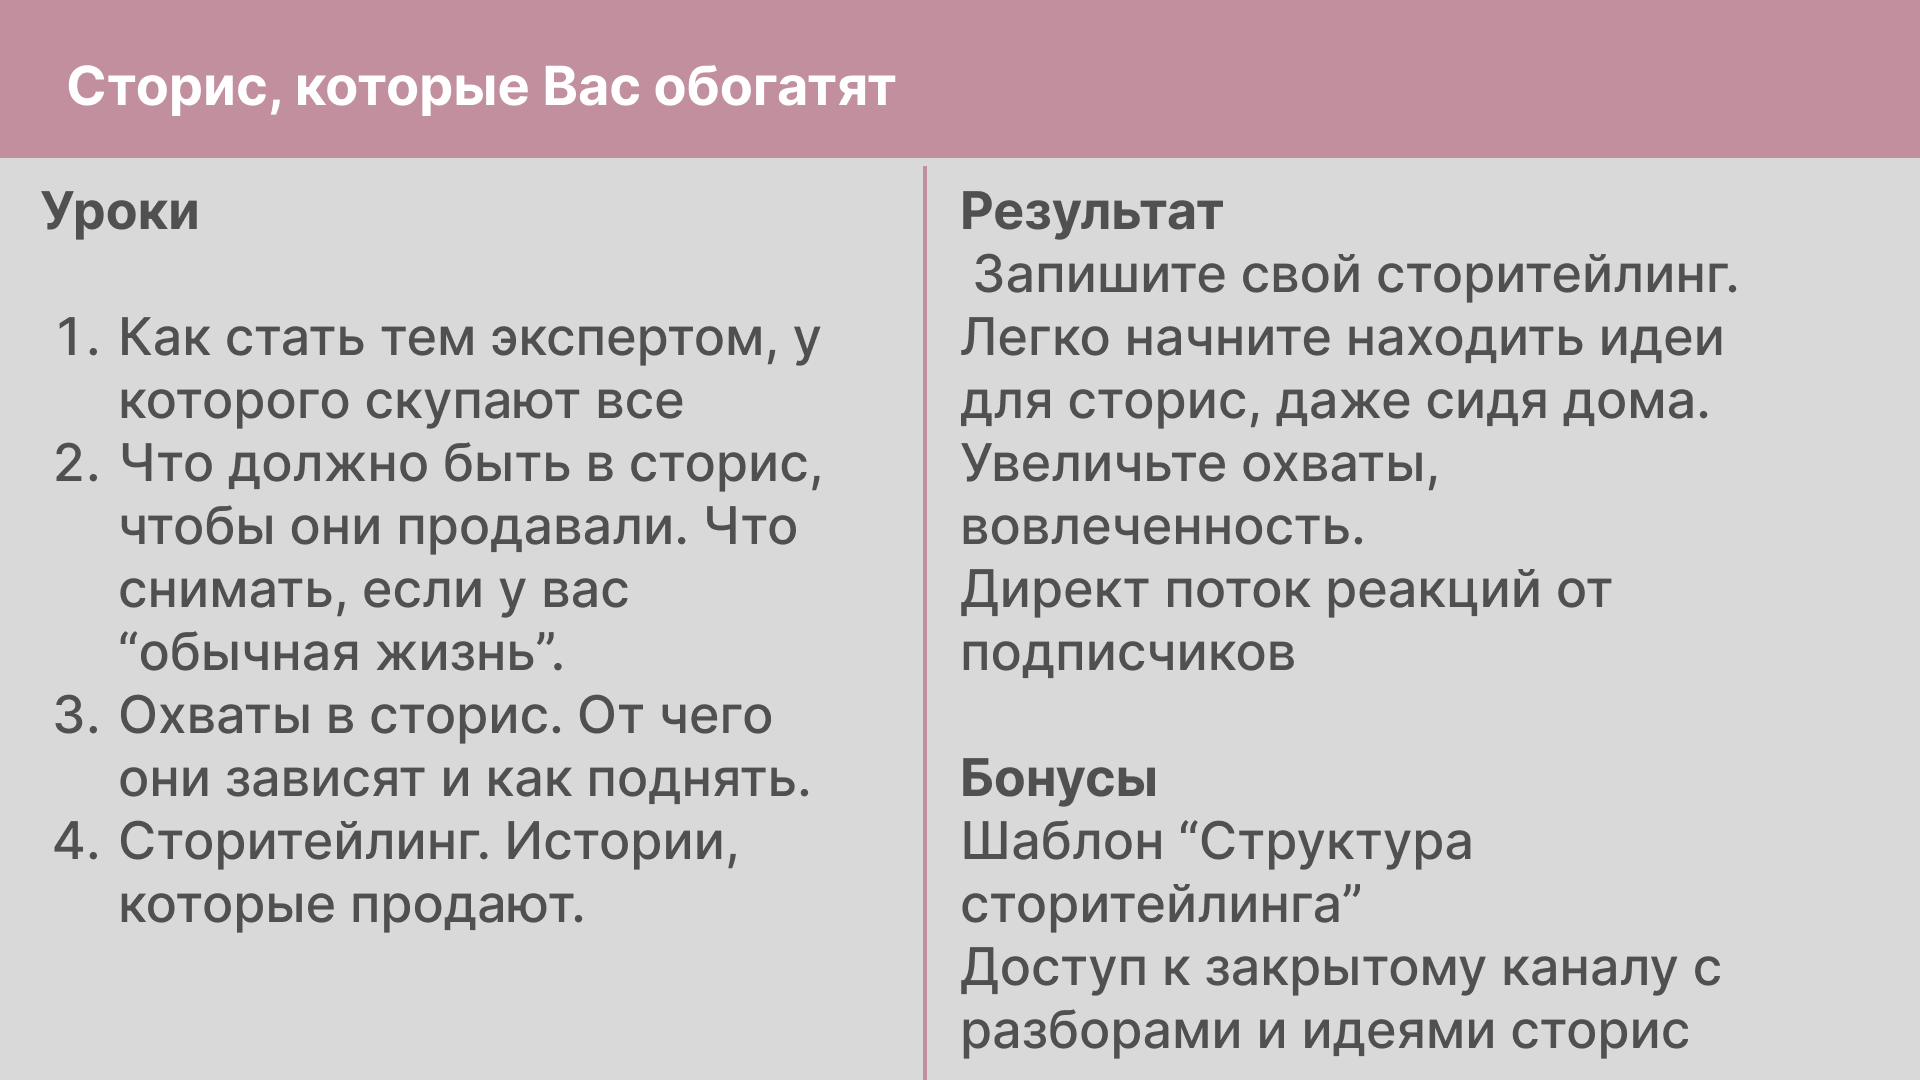 Сторис, которые Вас обогатят
Уроки
1. Как стать тем экспертом, у
которого скупают все
2. Что должно быть в сторис,
чтобы они продавали. Что
снимать, если у вас
“обычная жизнь”.
3. Охваты в сторис. От чего
они зависят и как поднять.
4. Сторитейлинг. Истории,
которые продают.
Результат
Запишите свой сторитейлинг.
Легко начните находить идеи
для сторис, даже сидя дома.
Увеличьте охваты,
вовлеченность.
Директ поток реакций от
подписчиков
Бонусы
Шаблон “Структура
сторитейлинга”
Доступ к закрытому каналу с
разборами и идеями сторис